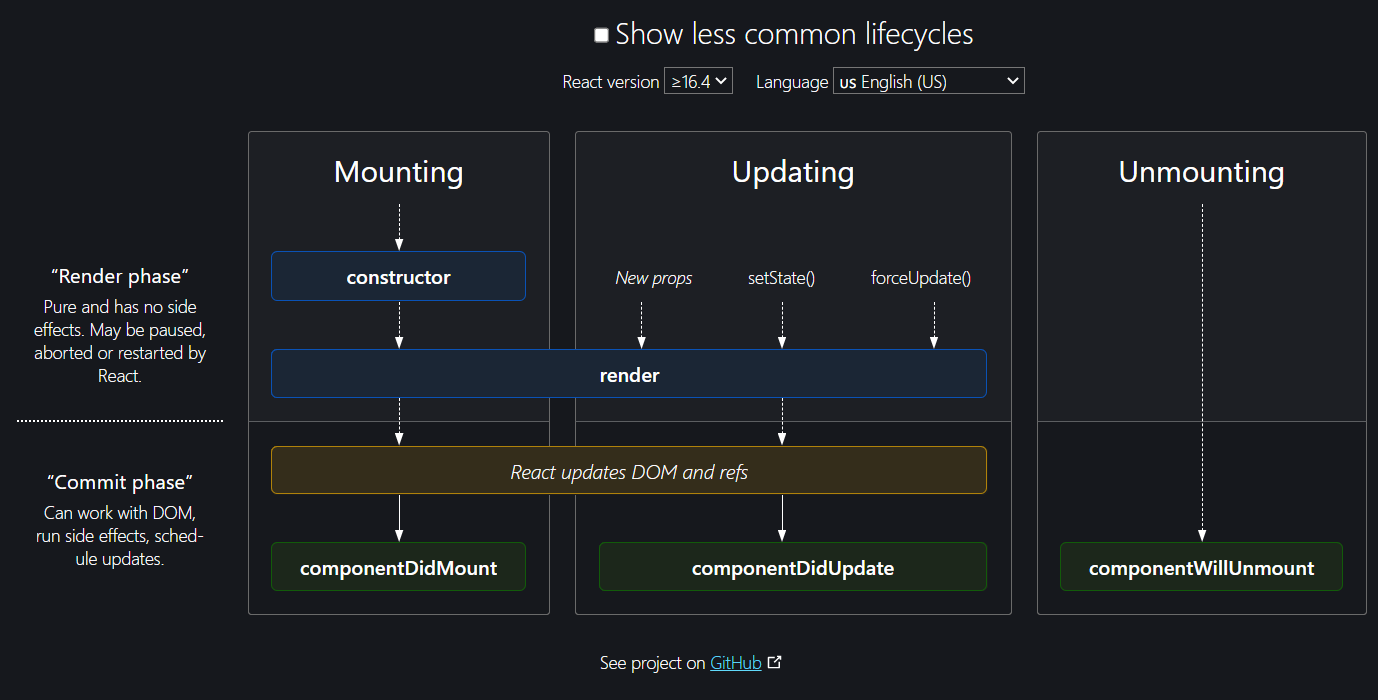 Show less common lifecycles
React version ≥16.4 Language us English (US)
Mounting
Updating
Unmounting
“Render phase”
Pure and has no side
effects. May be paused,
aborted or restarted by
React.
constructor
New props
setState()
forceUpdate()
render
“Commit phase”
Can work with DOM,
run side effects, sched-
ule updates.
React updates DOM and refs
componentDidMount
componentDidUpdate
componentWillUnmount
See project on GitHub